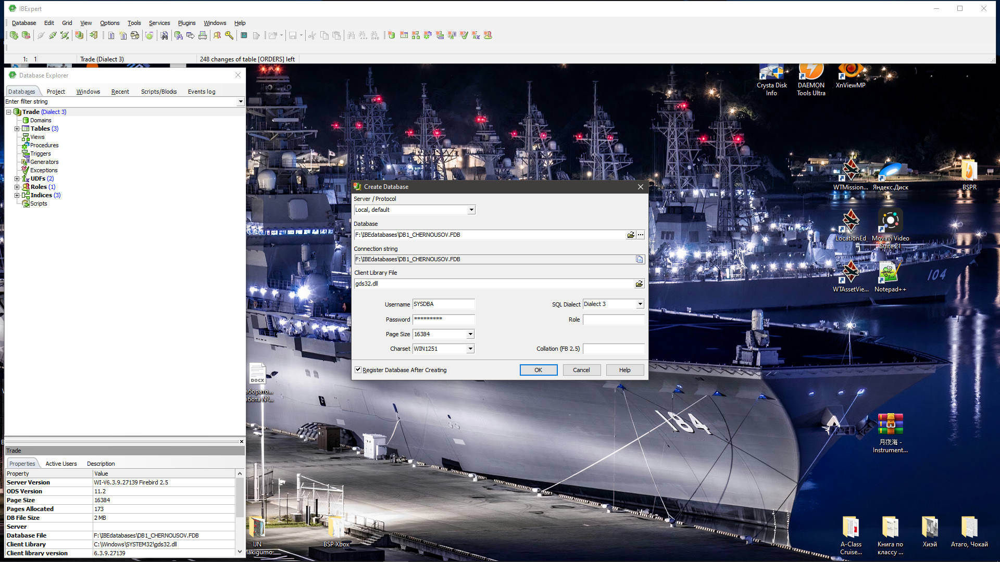 IBExpert
Database Edit Grid View Options Tools Services Plugins Windows Help
1: 1 Trade (Dialect 3) 248 changes of table [ORDERS] left
Database Explorer
Databases Project Windows Recent Scripts/Blocks Events log
Enter filter string
Trade (Dialect 3)
Domains
Tables (3)
Views
Procedures
Triggers
Generators
Exceptions
UDFs (2)
Roles (1)
Indices (3)
Scripts
Trade
Properties Active Users Description
Property Value
Server Version WI-V6.3.9.27139 Firebird 2.5
ODS Version 11.2
Page Size 16384
Pages Allocated 173
DB File Size 2 MB
Server
Database File F:\IBEdatabases\DB1_CHERNOUSOV.FDB
Client Library C:\Windows\SYSTEM32\gds32.dll
Client library version 6.3.9.27139
Create Database
Server / Protocol
Local, default
Database
F:\IBEdatabases\DB1_CHERNOUSOV.FDB
Connection string
F:\IBEdatabases\DB1_CHERNOUSOV.FDB
Client Library File
gds32.dll
Username SYSDBA SQL Dialect Dialect 3
Password ********* Role
Page Size 16384
Charset WIN1251 Collation (FB 2.5)
Register Database After Creating OK Cancel Help
Crysta Disk
Info
DAEMON
Tools Ultra
XnViewMP
WTMission...
Яндекс.Диск
BSPR
LocationEd
Movavi Video
Suite 21
WTAssetVie...
Notepad++
104
184
DOCX
月夜海 -
Instrument...
IJN
Makigumo
BSP Xbox
A-Class
Cruise...
Книга по
классу ...
Хиэй
Атаго, Чокай